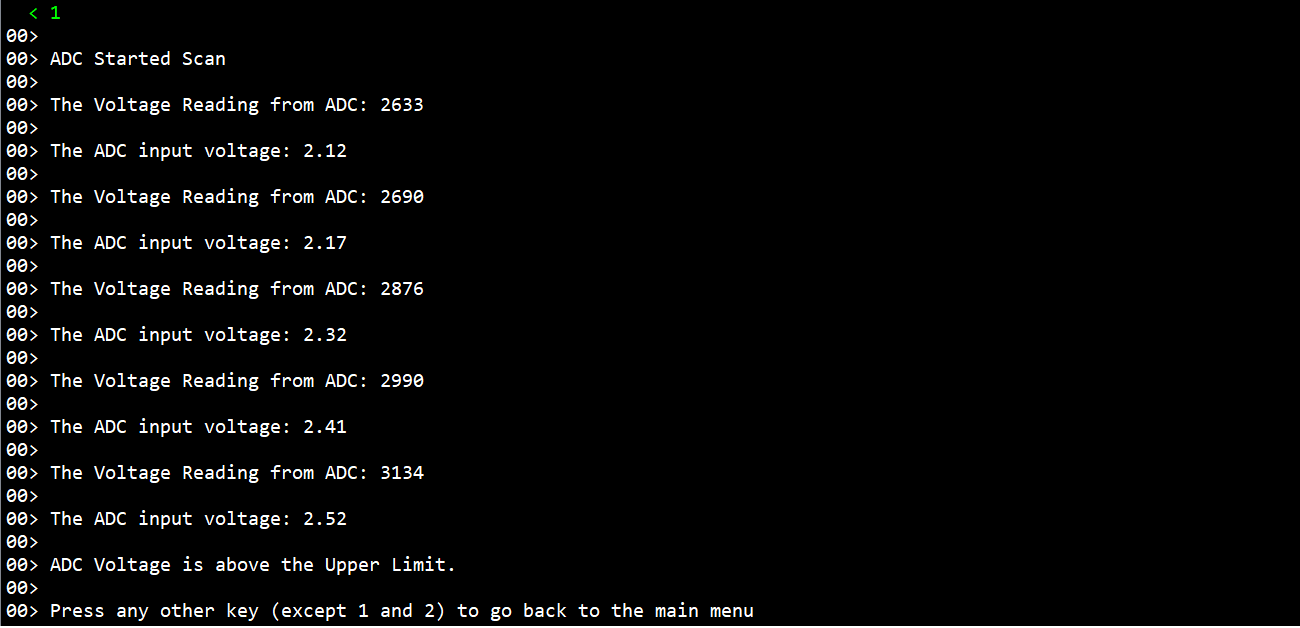 < 1
00>
00> ADC Started Scan
00>
00> The Voltage Reading from ADC: 2633
00>
00> The ADC input voltage: 2.12
00>
00> The Voltage Reading from ADC: 2690
00>
00> The ADC input voltage: 2.17
00>
00> The Voltage Reading from ADC: 2876
00>
00> The ADC input voltage: 2.32
00>
00> The Voltage Reading from ADC: 2990
00>
00> The ADC input voltage: 2.41
00>
00> The Voltage Reading from ADC: 3134
00>
00> The ADC input voltage: 2.52
00>
00> ADC Voltage is above the Upper Limit.
00>
00> Press any other key (except 1 and 2) to go back to the main menu